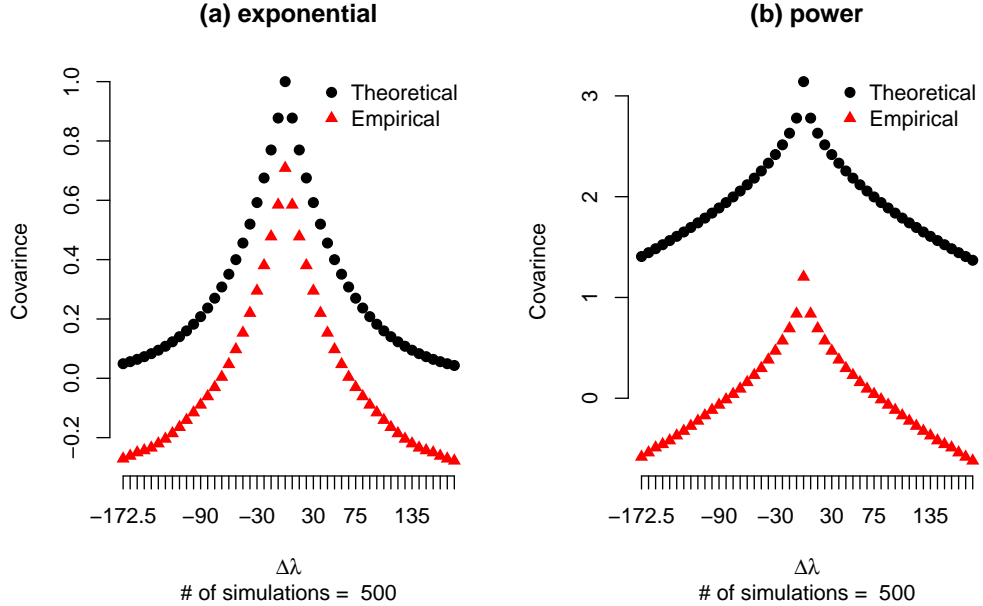 (a) exponential
Theoretical
Empirical
Covarince
1.0
0.8
0.6
0.4
0.2
0.0
−0.2
−172.5 −90 −30 30 75 135
Δλ
# of simulations = 500
(b) power
Theoretical
Empirical
Covarince
3
2
1
0
−172.5 −90 −30 30 75 135
Δλ
# of simulations = 500